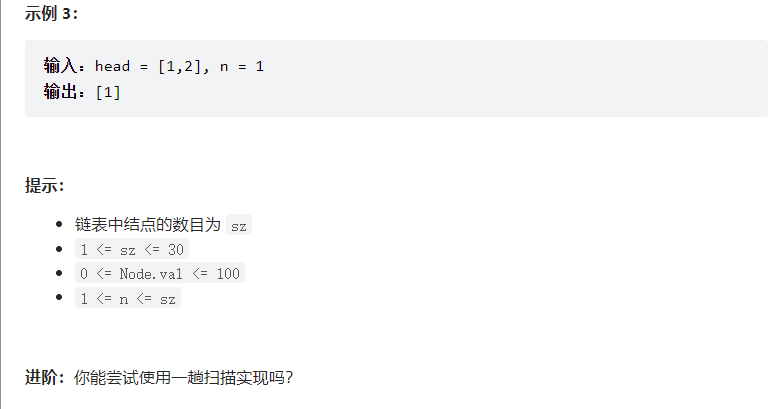 示例 3：
输入：head = [1,2], n = 1
输出：[1]
提示：
链表中结点的数目为 sz
1 <= sz <= 30
0 <= Node.val <= 100
1 <= n <= sz
进阶：你能尝试使用一趟扫描实现吗？